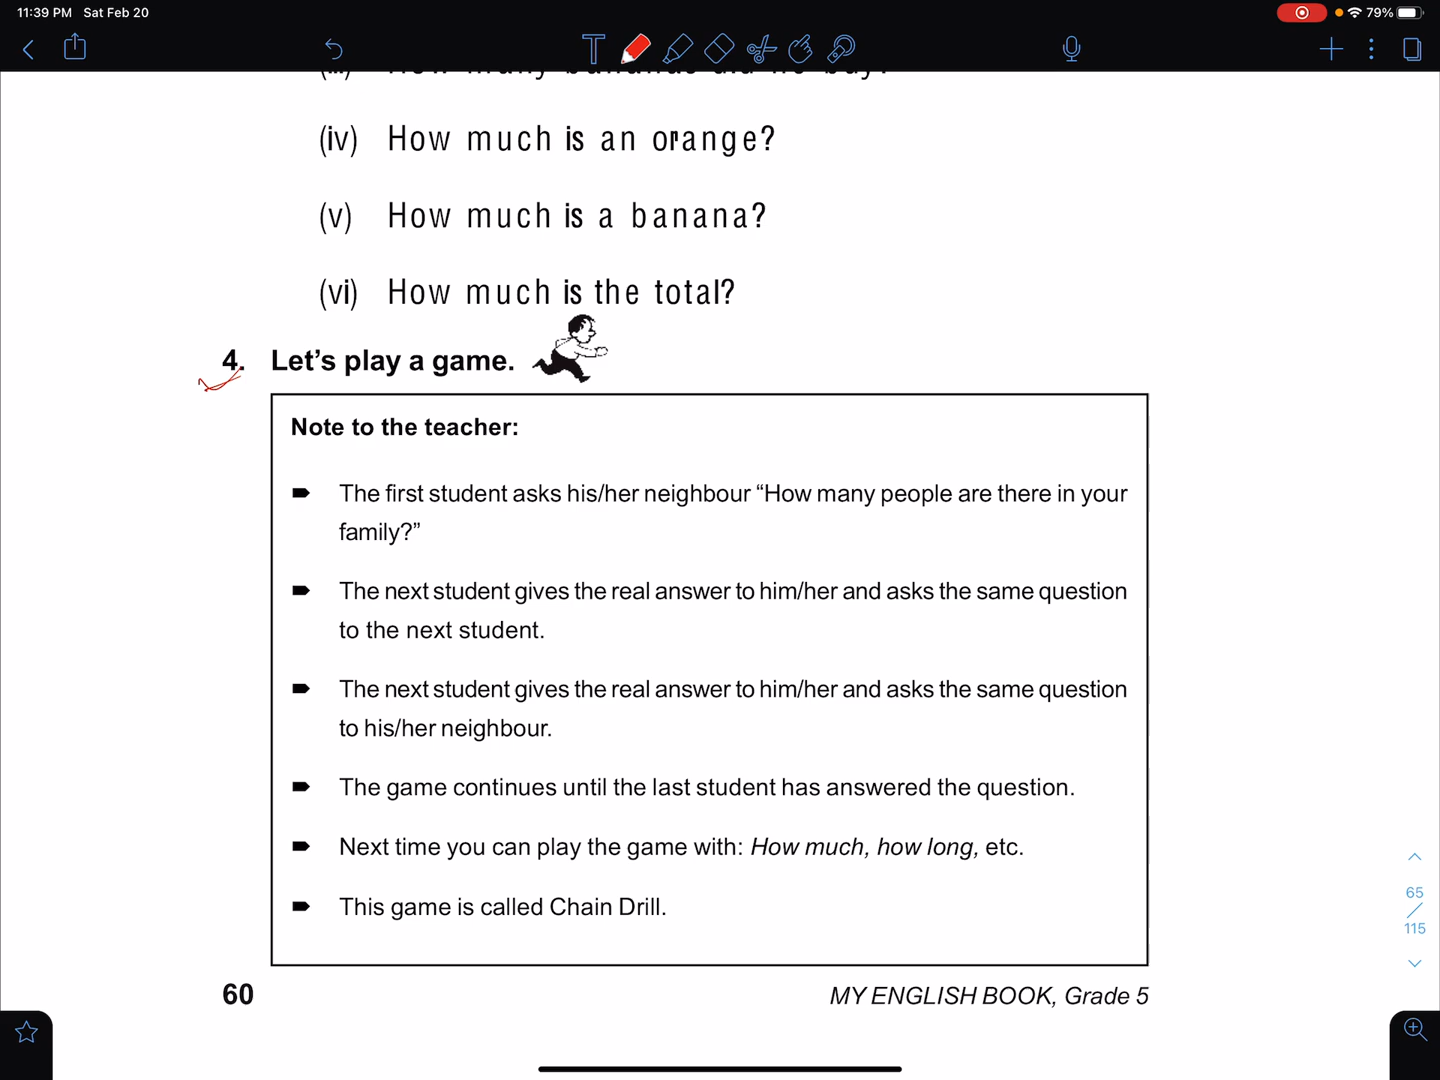 11:39 PM Sat Feb 20
79%
(iv) How much is an orange?
(v) How much is a banana?
(vi) How much is the total?
4. Let's play a game.
Note to the teacher:
The first student asks his/her neighbour “How many people are there in your
family?”
The next student gives the real answer to him/her and asks the same question
to the next student.
The next student gives the real answer to him/her and asks the same question
to his/her neighbour.
The game continues until the last student has answered the question.
Next time you can play the game with: How much, how long, etc.
This game is called Chain Drill.
65
/
115
60
MY ENGLISH BOOK, Grade 5